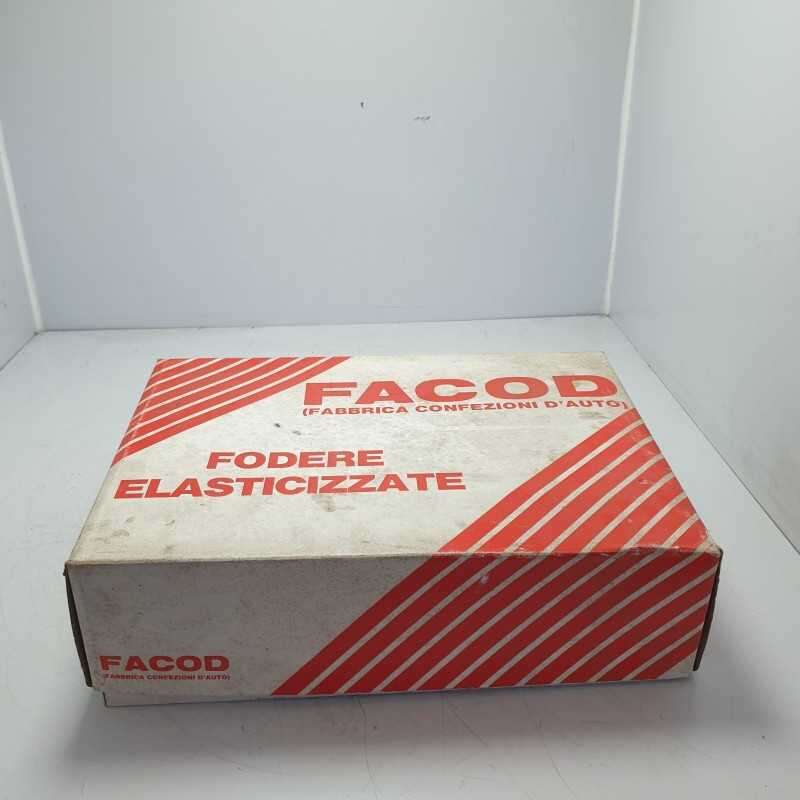 FACOD
(FABBRICA CONFEZIONI D'AUTO)
FODERE
ELASTICIZZATE
FACOD
(FABBRICA CONFEZIONI D'AUTO)